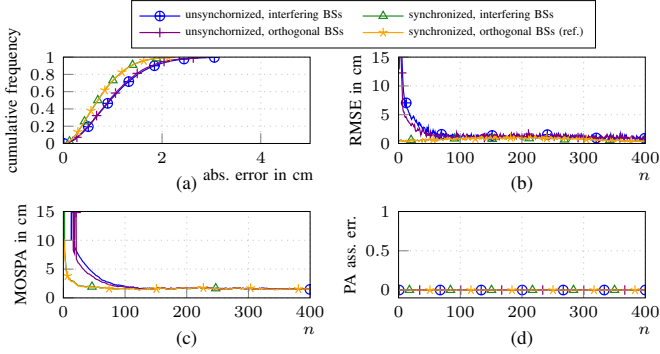 unsynchornized, interfering BSs
synchronized, interfering BSs
unsynchornized, orthogonal BSs
synchronized, orthogonal BSs (ref.)
cumulative frequency
1
0.8
0.6
0.4
0.2
0
0 2 4
abs. error in cm
(a)
RMSE in cm
15
10
5
0
0 100 200 300 400
n
(b)
MOSPA in cm
15
10
5
0
0 100 200 300 400
n
(c)
PA ass. err.
1
0.5
0
0 100 200 300 400
n
(d)